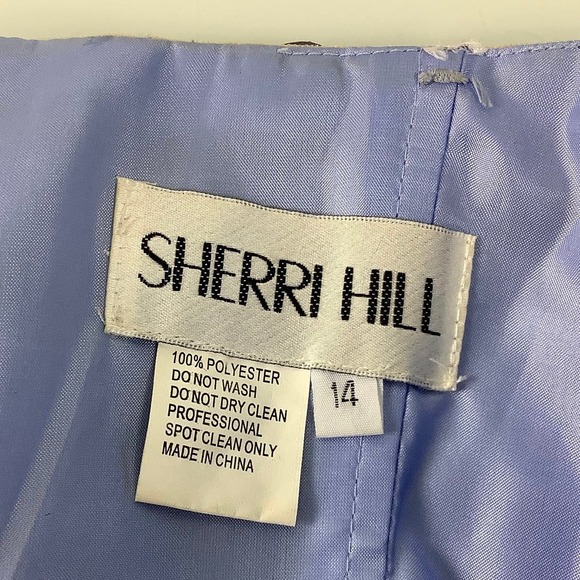 SHERRI HILL
100% POLYESTER
DO NOT WASH
DO NOT DRY CLEAN
PROFESSIONAL
SPOT CLEAN ONLY
MADE IN CHINA
14